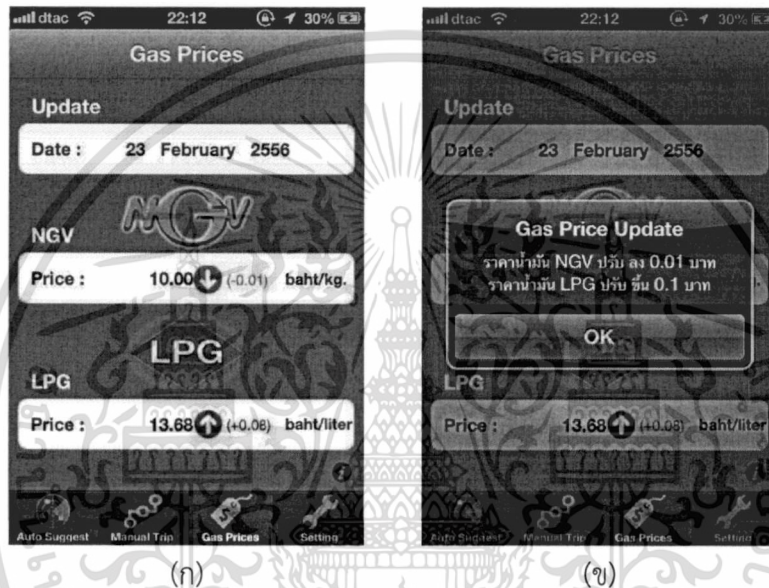 dtac 22:12 30%
Gas Prices
Update
Date : 23 February 2556
NGV
NGV
Price : 10.00 (-0.01) baht/kg.
LPG
LPG
Price : 13.68 (+0.08) baht/liter
Auto Suggest Manual Trip Gas Prices Setting
(ก)
dtac 22:12 30%
Gas Prices
Update
Date : 23 February 2556
Gas Price Update
ราคาน้ำมัน NGV ปรับ ลง 0.01 บาท
ราคาน้ำมัน LPG ปรับ ขึ้น 0.1 บาท
OK
LPG
Price : 13.68 (+0.08) baht/liter
Auto Suggest Manual Trip Gas Prices Setting
(ข)